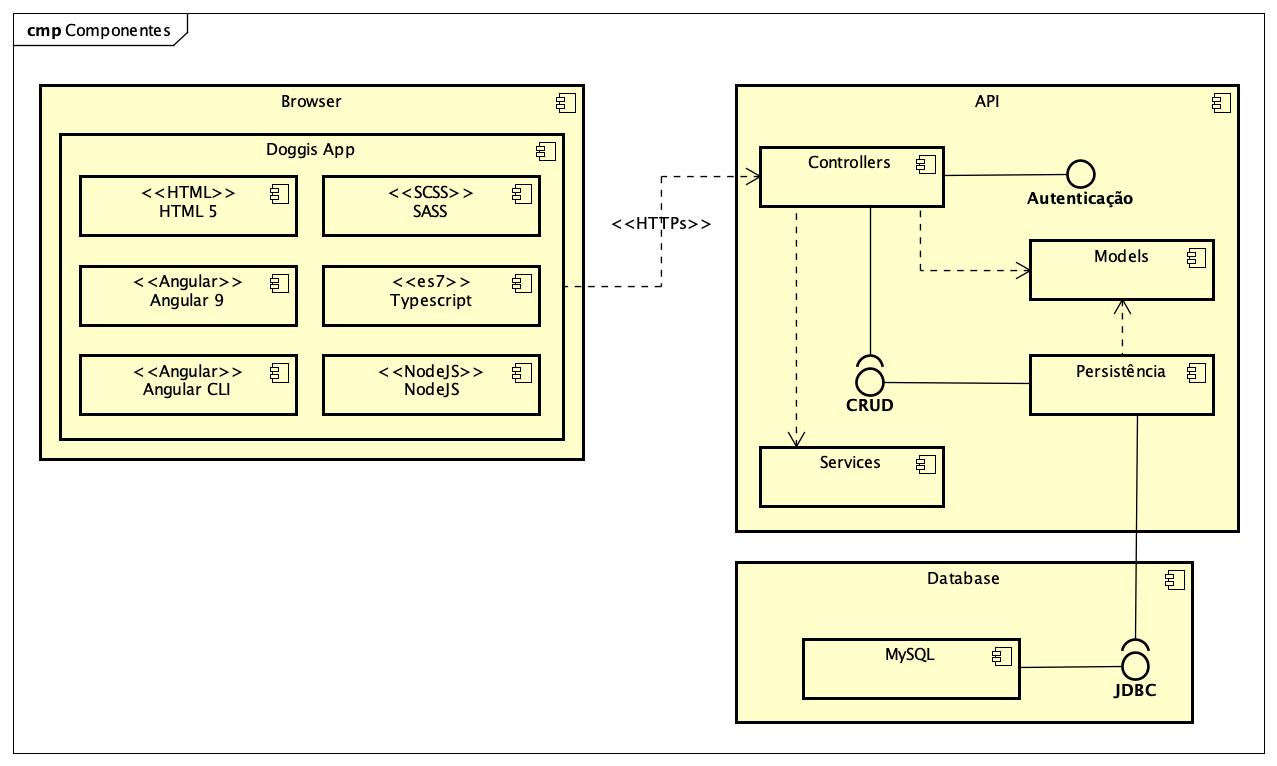 cmp Componentes
Browser
Doggis App
<<HTML>>
HTML 5
<<SCSS>>
SASS
<<Angular>>
Angular 9
<<es7>>
Typescript
<<Angular>>
Angular CLI
<<NodeJS>>
NodeJS
<<HTTPs>>
API
Controllers
Autenticação
Models
CRUD
Persistência
Services
Database
MySQL
JDBC